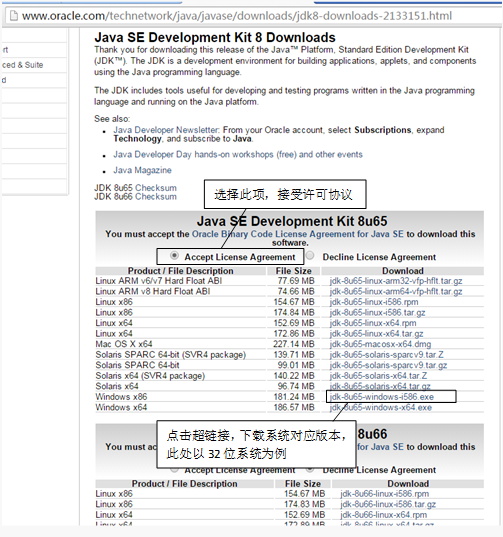 www.oracle.com/technetwork/java/javase/downloads/jdk8-downloads-2133151.html
Java SE Development Kit 8 Downloads
Thank you for downloading this release of the Java™ Platform, Standard Edition Development Kit
(JDK™). The JDK is a development environment for building applications, applets, and components
using the Java programming language.
The JDK includes tools useful for developing and testing programs written in the Java programming
language and running on the Java platform.
See also:
Java Developer Newsletter: From your Oracle account, select Subscriptions, expand
Technology, and subscribe to Java.
Java Developer Day hands-on workshops (free) and other events
Java Magazine
rt
ced & Suite
d
JDK 8u65 Checksum
JDK 8u66 Checksum
选择此项，接受许可协议
Java SE Development Kit 8u65
You must accept the Oracle Binary Code License Agreement for Java SE to download this
software.
Accept License Agreement Decline License Agreement
Product / File Description File Size Download
Linux ARM v6/v7 Hard Float ABI 77.69 MB jdk-8u65-linux-arm32-vfp-hflt.tar.gz
Linux ARM v8 Hard Float ABI 74.66 MB jdk-8u65-linux-arm64-vfp-hflt.tar.gz
Linux x86 154.67 MB jdk-8u65-linux-i586.rpm
Linux x86 174.84 MB jdk-8u65-linux-i586.tar.gz
Linux x64 152.69 MB jdk-8u65-linux-x64.rpm
Linux x64 172.86 MB jdk-8u65-linux-x64.tar.gz
Mac OS X x64 227.14 MB jdk-8u65-macosx-x64.dmg
Solaris SPARC 64-bit (SVR4 package) 139.71 MB jdk-8u65-solaris-sparcv9.tar.Z
Solaris SPARC 64-bit 99.01 MB jdk-8u65-solaris-sparcv9.tar.gz
Solaris x64 (SVR4 package) 140.22 MB jdk-8u65-solaris-x64.tar.Z
Solaris x64 96.74 MB jdk-8u65-solaris-x64.tar.gz
Windows x86 181.24 MB jdk-8u65-windows-i586.exe
Windows x64 186.57 MB jdk-8u65-windows-x64.exe
点击超链接，下载系统对应版本，
此处以 32 位系统为例
8u66
You must acc for Java SE to download this
Accept License Agreement Decline License Agreement
Product / File Description File Size Download
Linux x86 154.67 MB jdk-8u66-linux-i586.rpm
Linux x86 174.83 MB jdk-8u66-linux-i586.tar.gz
Linux x64 152.69 MB jdk-8u66-linux-x64.rpm
Linux x64 172.89 MB jdk-8u66-linux-x64.tar.gz